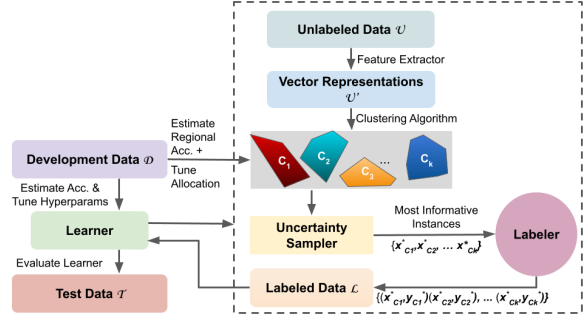 Unlabeled Data 𝒰
Feature Extractor
Vector Representations
𝒰'
Clustering Algorithm
Estimate
Regional
Acc. +
Tune
Allocation
C1
C2
C3
...
Ck
Development Data 𝒟
Estimate Acc. &
Tune Hyperparams
Learner
Evaluate Learner
Test Data 𝒯
Uncertainty
Sampler
Most Informative
Instances
{x*C1, x*C2, ... x*Ck}
Labeler
Labeled Data ℒ
{(x*C1, y*C1)(x*C2, y*C2), ... (x*Ck, y*Ck)}